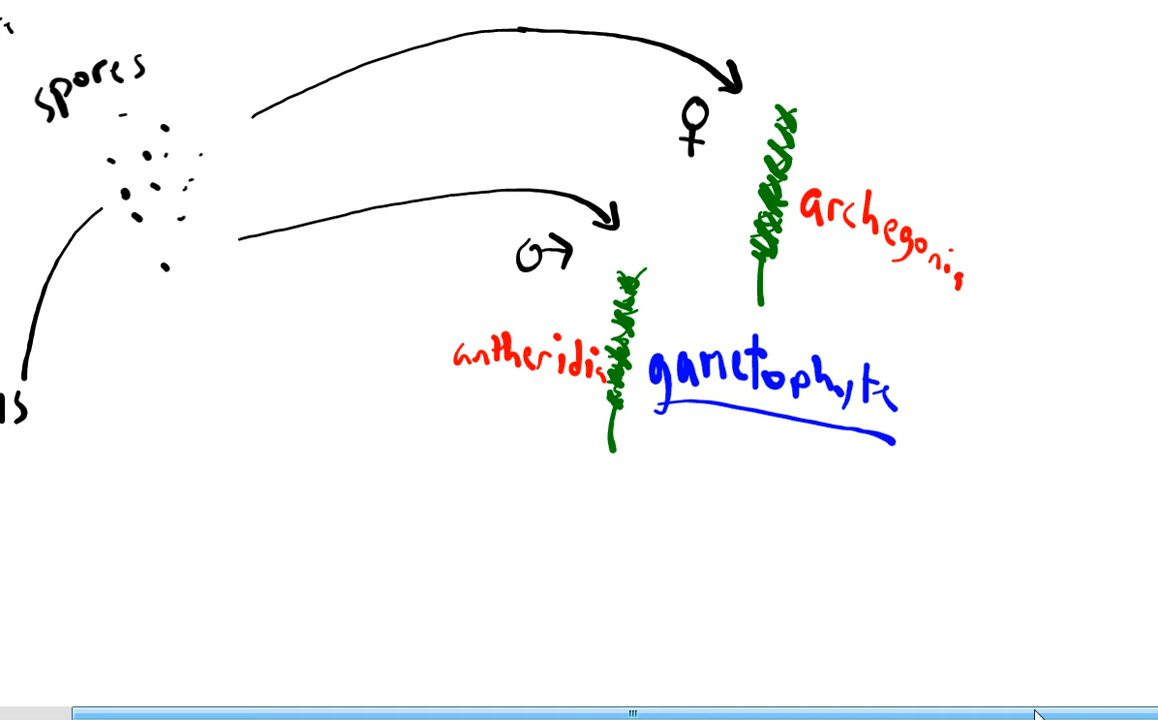 spores
♀
archegonia
♂
antheridia
gametophyte